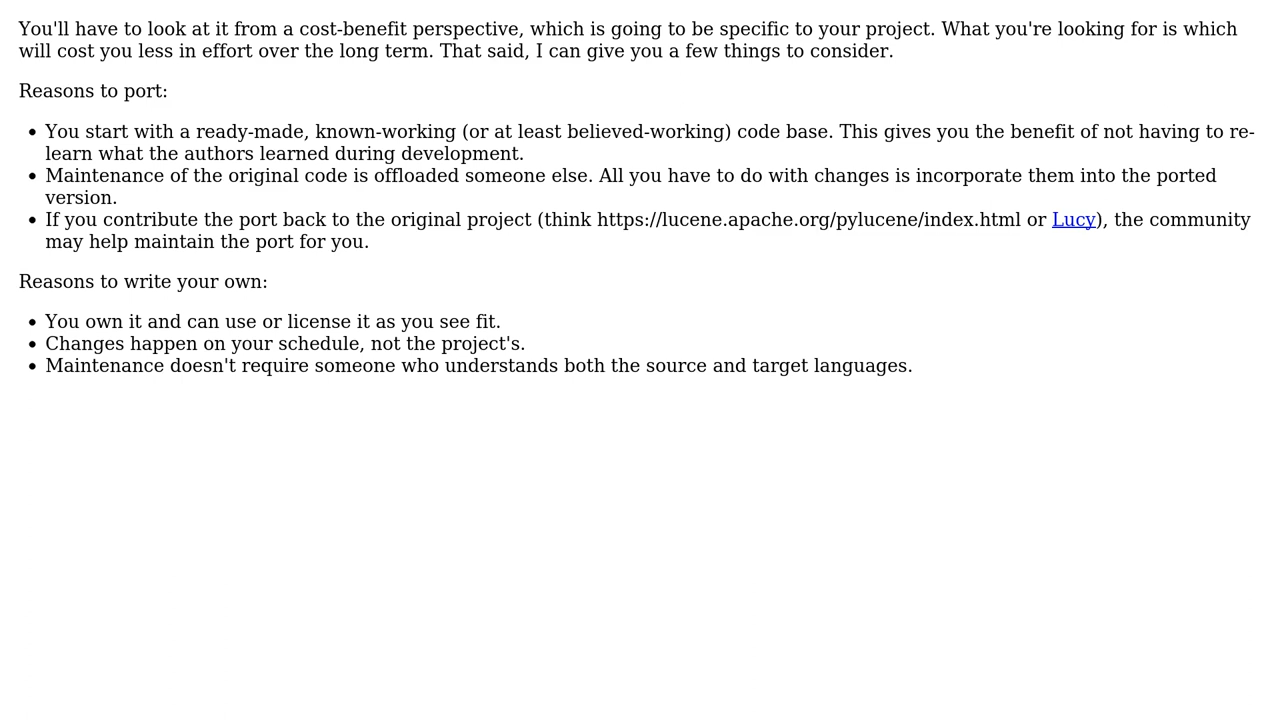 You'll have to look at it from a cost-benefit perspective, which is going to be specific to your project. What you're looking for is which
will cost you less in effort over the long term. That said, I can give you a few things to consider.
Reasons to port:
• You start with a ready-made, known-working (or at least believed-working) code base. This gives you the benefit of not having to re-
learn what the authors learned during development.
• Maintenance of the original code is offloaded someone else. All you have to do with changes is incorporate them into the ported
version.
• If you contribute the port back to the original project (think https://lucene.apache.org/pylucene/index.html or Lucy), the community
may help maintain the port for you.
Reasons to write your own:
• You own it and can use or license it as you see fit.
• Changes happen on your schedule, not the project's.
• Maintenance doesn't require someone who understands both the source and target languages.